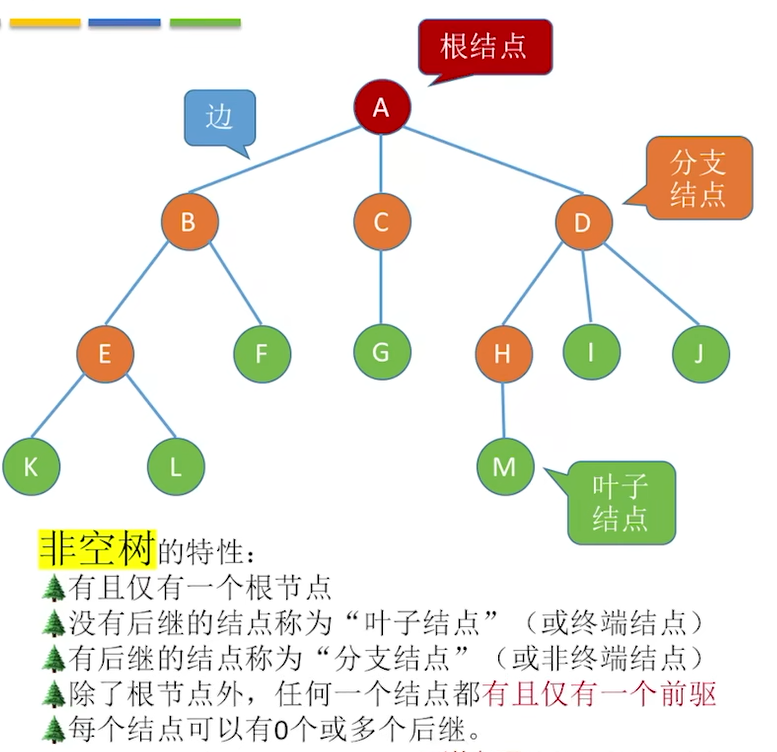 根结点
A
边
分支
结点
B
C
D
E
F
G
H
I
J
K
L
M
叶子
结点
非空树的特性：
有且仅有一个根节点
没有后继的结点称为“叶子结点”（或终端结点）
有后继的结点称为“分支结点”（或非终端结点）
除了根节点外，任何一个结点都有且仅有一个前驱
每个结点可以有0个或多个后继。